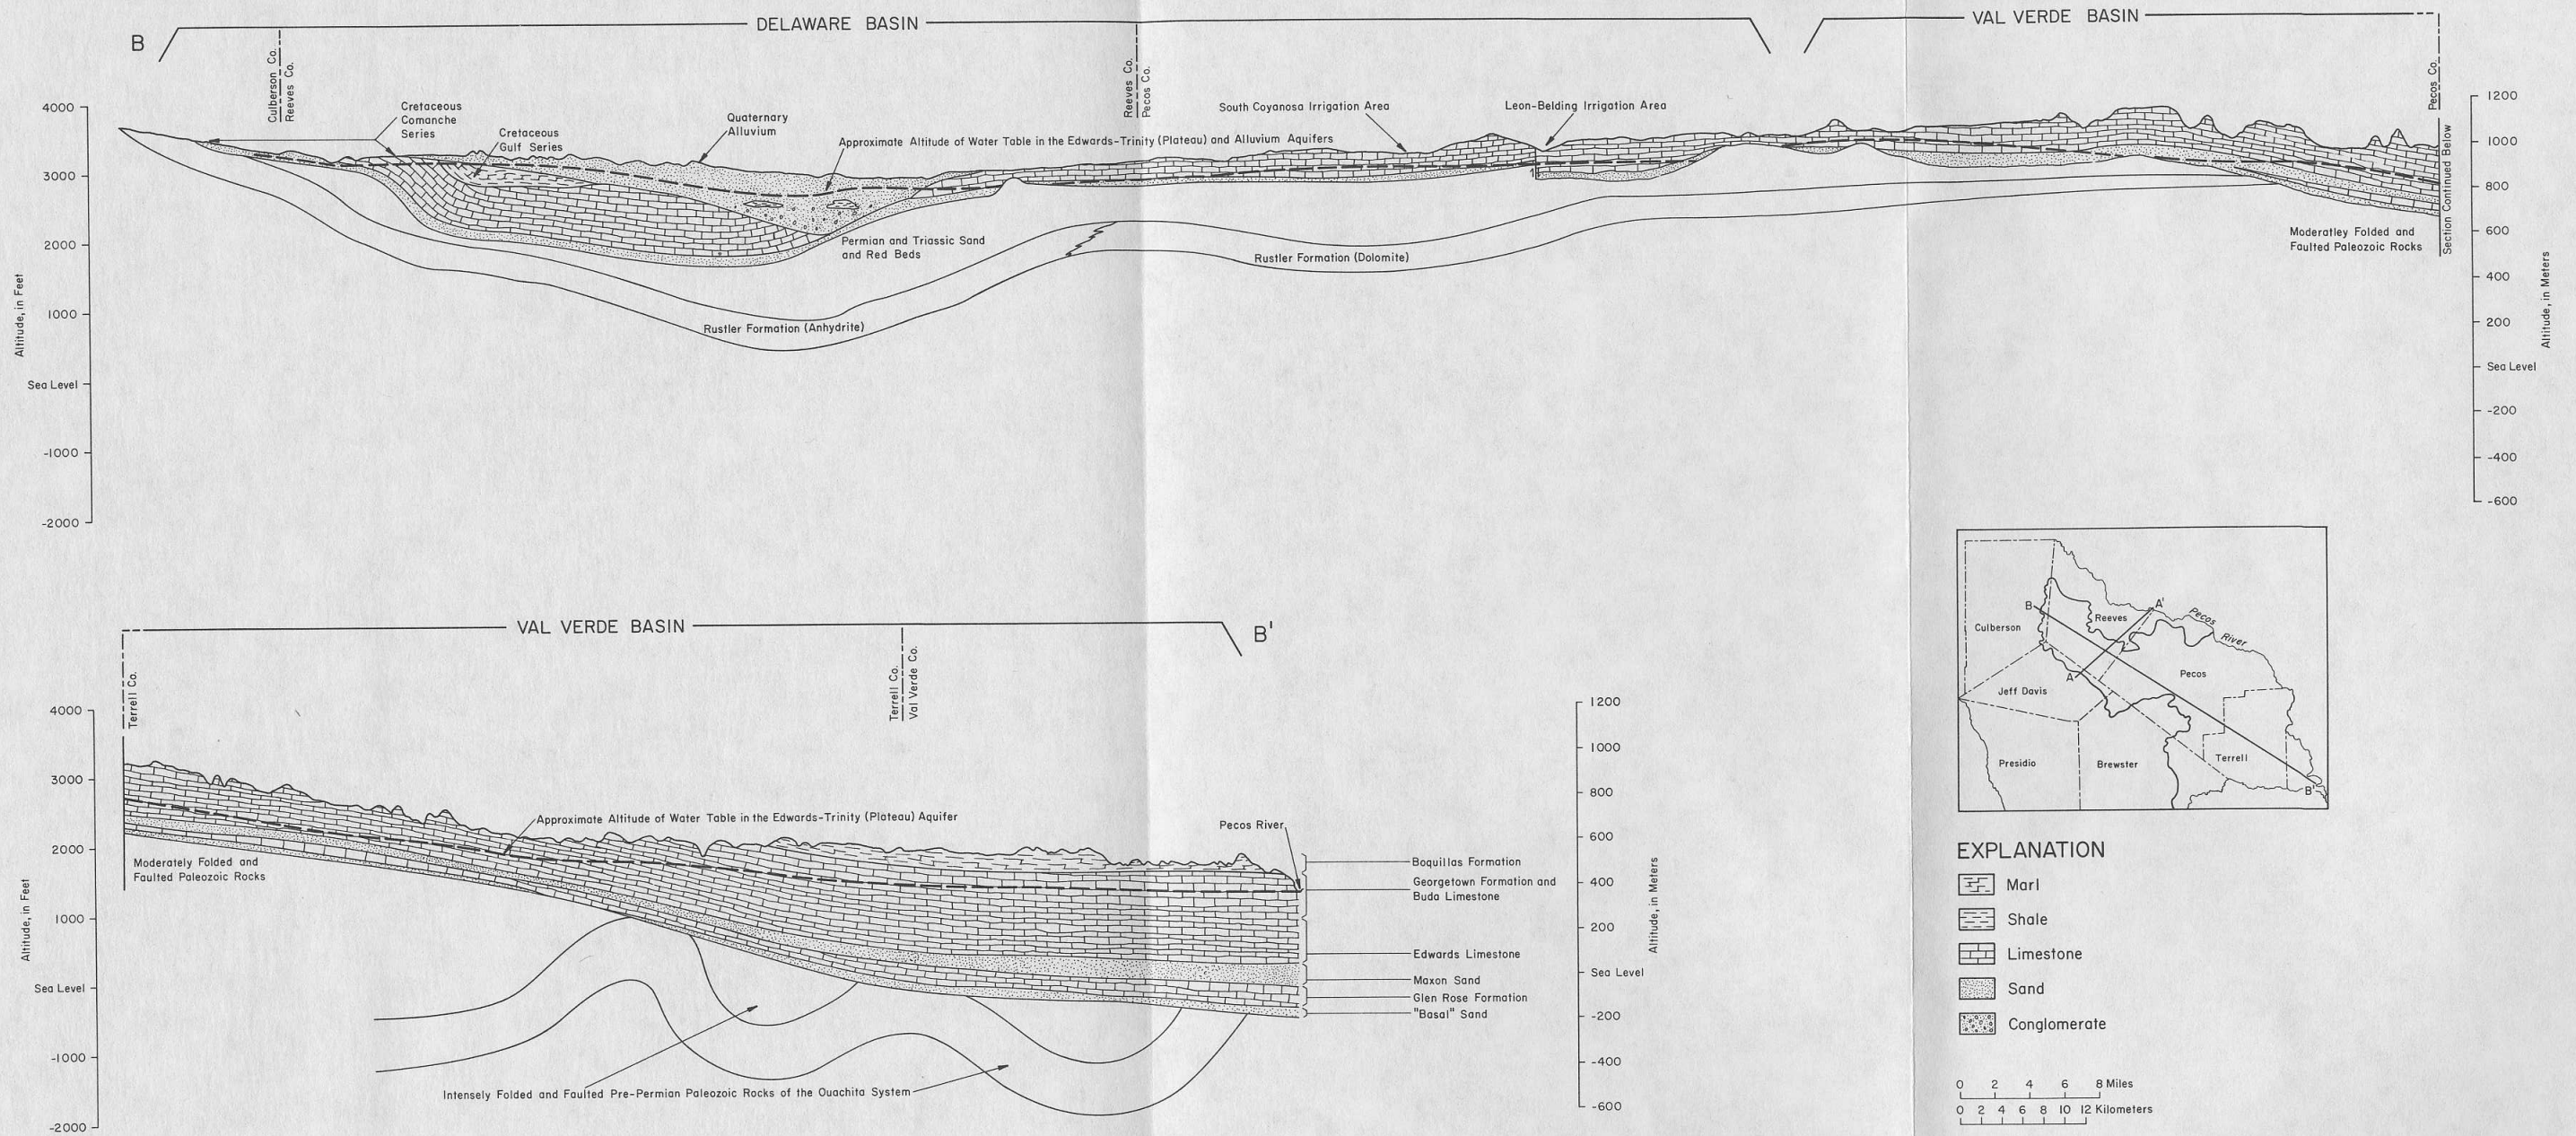 DELAWARE BASIN
VAL VERDE BASIN
B
Culberson Co.
Reeves Co.
Reeves Co.
Pecos Co.
Pecos Co.
Section Continued Below
4000
3000
2000
1000
Sea Level
-1000
-2000
Altitude, in Feet
Cretaceous
Comanche
Series
Cretaceous
Gulf Series
Quaternary
Alluvium
Approximate Altitude of Water Table in the Edwards-Trinity (Plateau) and Alluvium Aquifers
South Coyanosa Irrigation Area
Leon-Belding Irrigation Area
Permian and Triassic Sand
and Red Beds
Rustler Formation (Anhydrite)
Rustler Formation (Dolomite)
Moderatley Folded and
Faulted Paleozoic Rocks
1200
1000
800
600
400
200
Sea Level
-200
-400
-600
Altitude, in Meters
VAL VERDE BASIN
B'
Terrell Co.
Terrell Co.
Val Verde Co.
4000
3000
2000
1000
Sea Level
-1000
-2000
Altitude, in Feet
Approximate Altitude of Water Table in the Edwards-Trinity (Plateau) Aquifer
Pecos River
Moderately Folded and
Faulted Paleozoic Rocks
Intensely Folded and Faulted Pre-Permian Paleozoic Rocks of the Ouachita System
Boquillas Formation
Georgetown Formation and
Buda Limestone
Edwards Limestone
Maxon Sand
Glen Rose Formation
"Basal" Sand
1200
1000
800
600
400
200
Sea Level
-200
-400
-600
Altitude, in Meters
B
A'
Pecos
River
Culberson
Reeves
Pecos
A
Jeff Davis
Presidio
Brewster
Terrell
B'
EXPLANATION
Marl
Shale
Limestone
Sand
Conglomerate
0 2 4 6 8 Miles
0 2 4 6 8 10 12 Kilometers